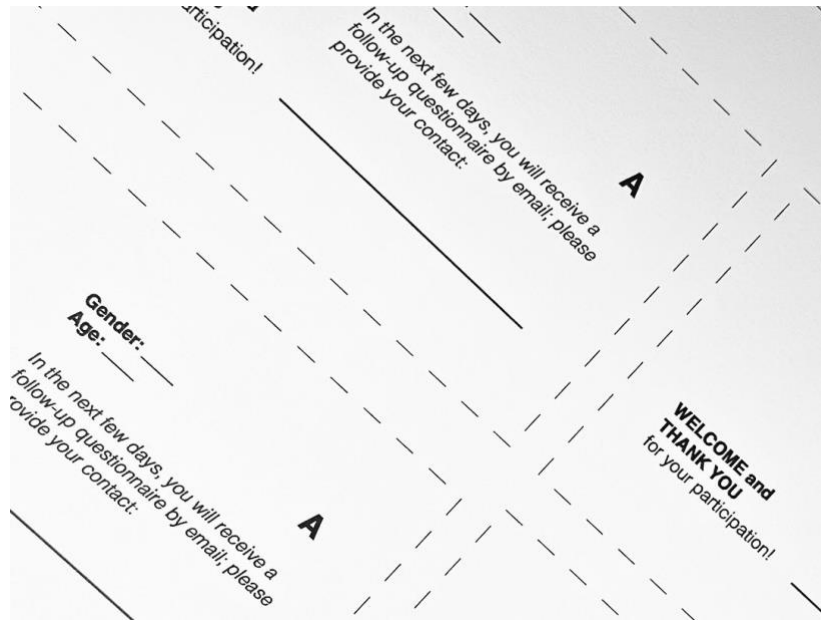 participation!
In the next few days, you will receive a
follow-up questionnaire by email; please
provide your contact:
A
Gender:
Age:
In the next few days, you will receive a
follow-up questionnaire by email; please
provide your contact:
A
WELCOME and
THANK YOU
for your participation!